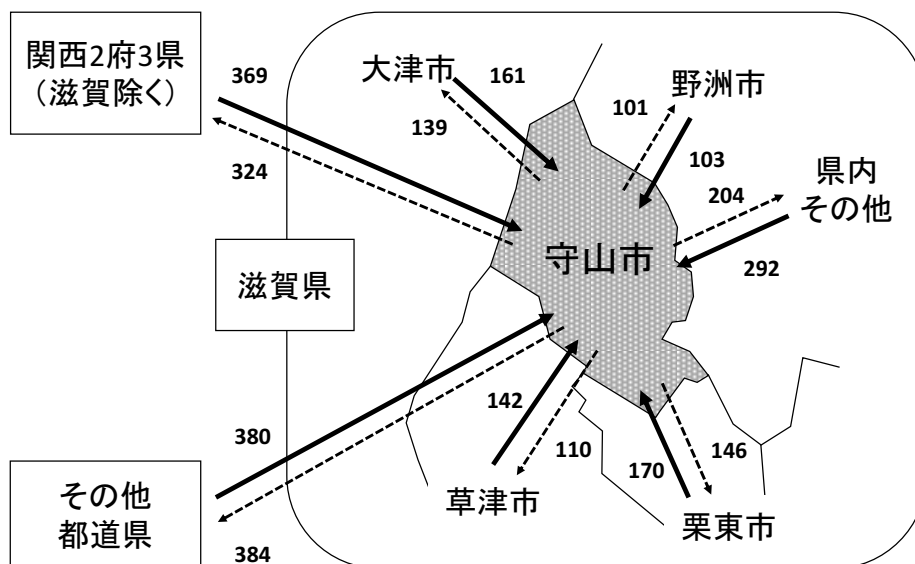 関西2府3県
（滋賀除く）
369
324
大津市
161
139
野洲市
101
103
県内
その他
204
292
守山市
滋賀県
その他
都道県
380
384
草津市
142
110
栗東市
170
146